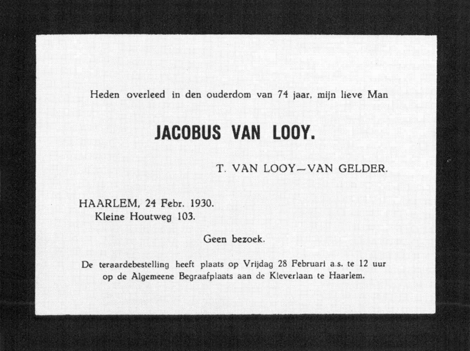 Heden overleed in den ouderdom van 74 jaar, mijn lieve Man
JACOBUS VAN LOOY.
T. VAN LOOY—VAN GELDER.
HAARLEM, 24 Febr. 1930.
Kleine Houtweg 103.
Geen bezoek.
De teraardebestelling heeft plaats op Vrijdag 28 Februari a.s. te 12 uur
op de Algemeene Begraafplaats aan de Kleverlaan te Haarlem.